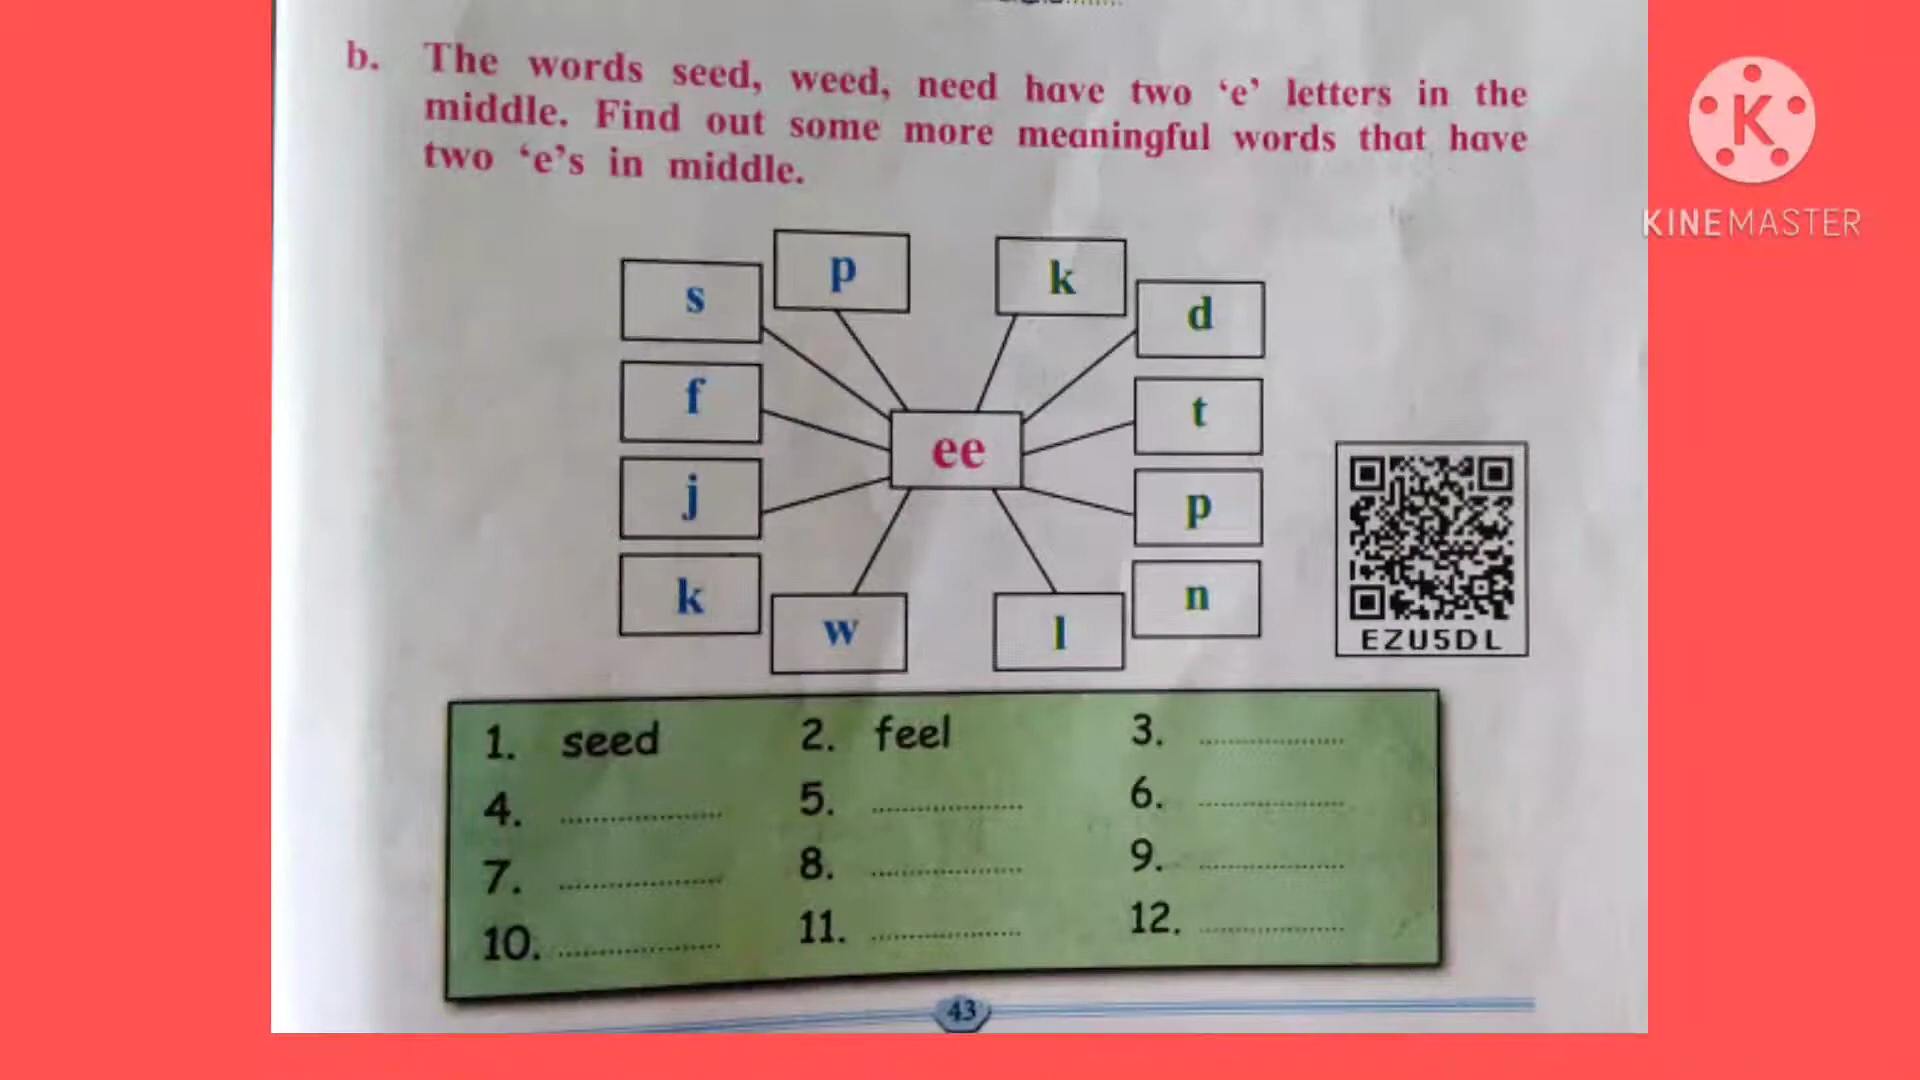 b. The words seed, weed, need have two ‘e’ letters in the
middle. Find out some more meaningful words that have
two ‘e’s in middle.
KINEMASTER
s p k d
f t
ee
j p
k n
w l
EZU5DL
1. seed 2. feel 3. ....................
4. .................... 5. .................... 6. ....................
7. .................... 8. .................... 9. ....................
10. .................... 11. .................... 12. ....................
43